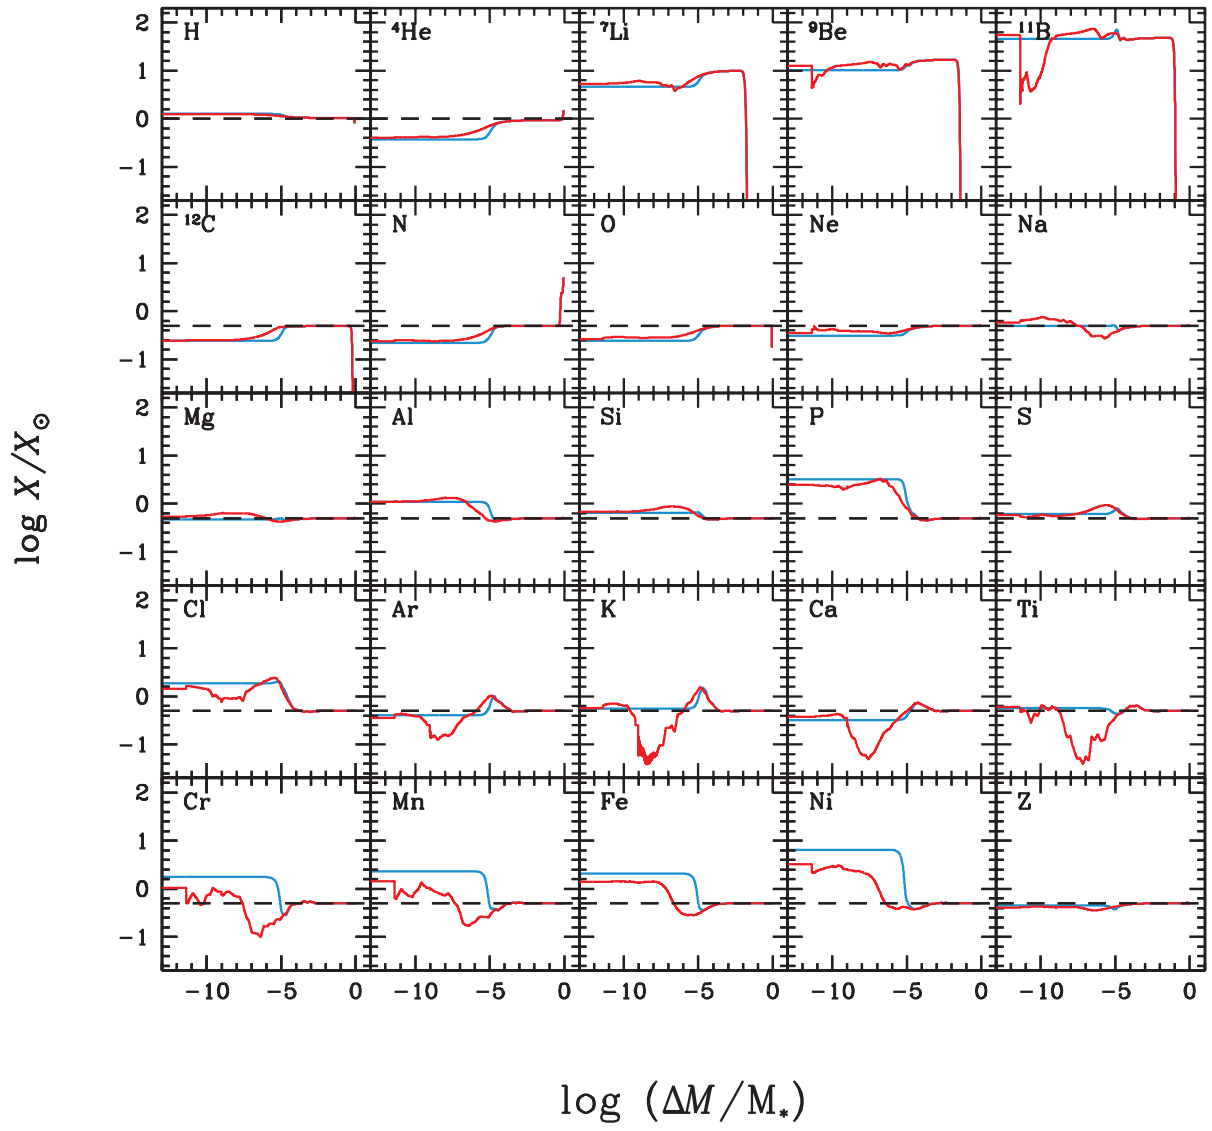 H ⁴He ⁷Li ⁹Be ¹¹B
2
1
0
−1
¹²C N O Ne Na
2
1
0
−1
Mg Al Si P S
2
1
0
−1
Cl Ar K Ca Ti
2
1
0
−1
Cr Mn Fe Ni Z
2
1
0
−1
−10 −5 0 −10 −5 0 −10 −5 0 −10 −5 0 −10 −5 0
log X/X☉
log (ΔM/M*)